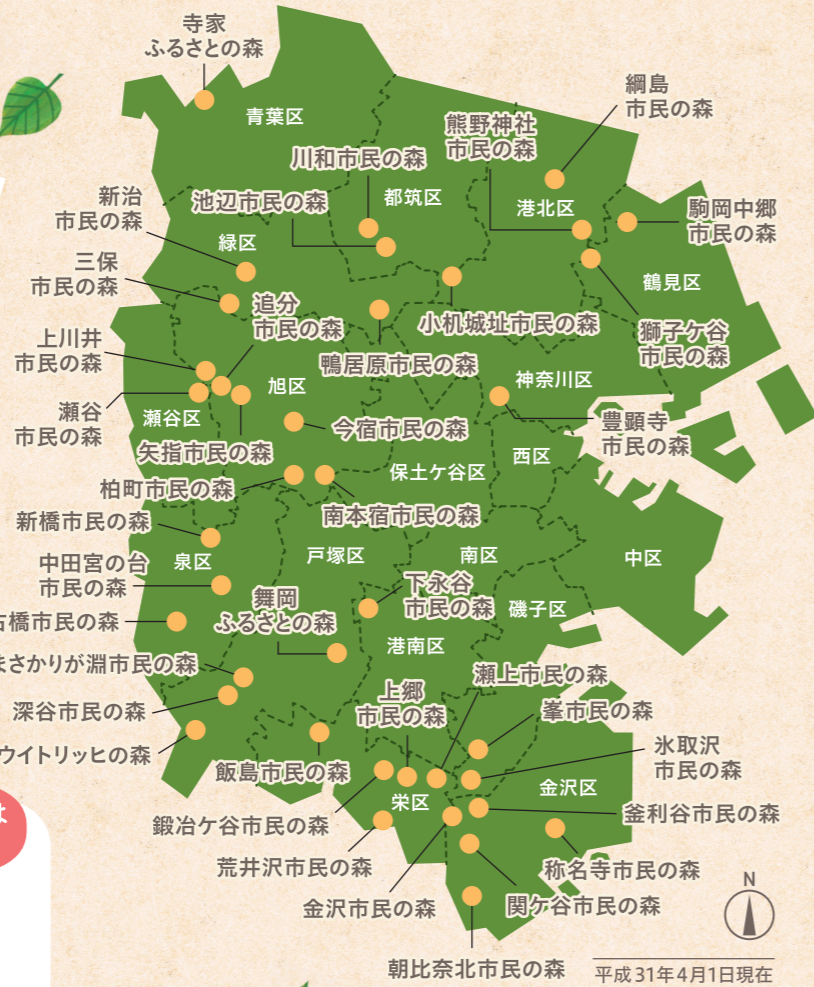 寺家
ふるさとの森
青葉区
綱島
市民の森
熊野神社
市民の森
川和市民の森
都筑区
港北区
新治
市民の森
池辺市民の森
駒岡中郷
市民の森
緑区
三保
市民の森
鶴見区
追分
市民の森
小机城址市民の森
獅子ケ谷
市民の森
上川井
市民の森
鴨居原市民の森
旭区
神奈川区
瀬谷区
瀬谷
市民の森
豊顕寺
市民の森
今宿市民の森
矢指市民の森
西区
保土ケ谷区
柏町市民の森
南本宿市民の森
新橋市民の森
泉区
戸塚区
南区
中区
中田宮の台
市民の森
下永谷
市民の森
舞岡
ふるさとの森
磯子区
古橋市民の森
港南区
まさかりが淵市民の森
瀬上市民の森
上郷
市民の森
深谷市民の森
峯市民の森
ウイトリッヒの森
氷取沢
市民の森
飯島市民の森
金沢区
栄区
釜利谷市民の森
は
鍛冶ケ谷市民の森
荒井沢市民の森
称名寺市民の森
金沢市民の森
関ケ谷市民の森
N
朝比奈北市民の森
平成31年4月1日現在